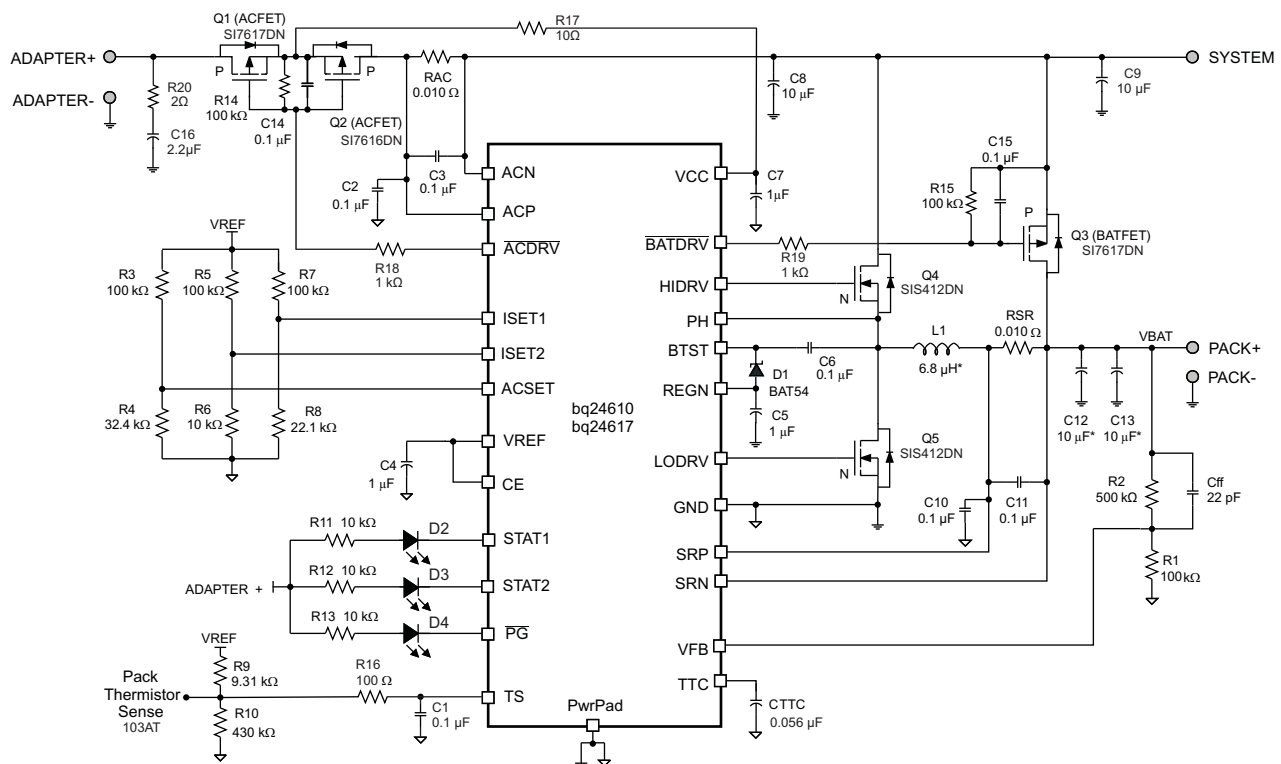 Q1 (ACFET)
SI7617DN
R17
10Ω
ADAPTER+
P
P
RAC
0.010 Ω
SYSTEM
ADAPTER-
R20
2Ω
R14
100 kΩ
C14
0.1 µF
Q2 (ACFET)
SI7616DN
C8
10 µF
C9
10 µF
C16
2.2µF
C15
0.1 µF
C3
0.1 µF
C2
0.1 µF
ACN
VCC
C7
1µF
R15
100 kΩ
P
ACP
VREF
ACDRV
R18
1 kΩ
BATDRV
R19
1 kΩ
Q3 (BATFET)
SI7617DN
R3
100 kΩ
R5
100 kΩ
R7
100 kΩ
HIDRV
N
Q4
SIS412DN
ISET1
PH
RSR
0.010 Ω
L1
6.8 µH*
VBAT
ISET2
BTST
C6
0.1 µF
PACK+
D1
BAT54
PACK-
ACSET
REGN
R4
32.4 kΩ
R6
10 kΩ
R8
22.1 kΩ
bq24610
bq24617
C5
1 µF
C12
10 µF*
C13
10 µF*
VREF
LODRV
N
Q5
SIS412DN
C4
1 µF
CE
GND
C10
0.1 µF
C11
0.1 µF
R2
500 kΩ
Cff
22 pF
R11 10 kΩ
D2
STAT1
SRP
ADAPTER +
R12 10 kΩ
D3
STAT2
SRN
R1
100kΩ
R13 10 kΩ
D4
PG
VFB
VREF
R9
9.31 kΩ
Pack
Thermistor
Sense
103AT
R16
100 Ω
TS
TTC
R10
430 kΩ
C1
0.1 µF
PwrPad
CTTC
0.056 µF